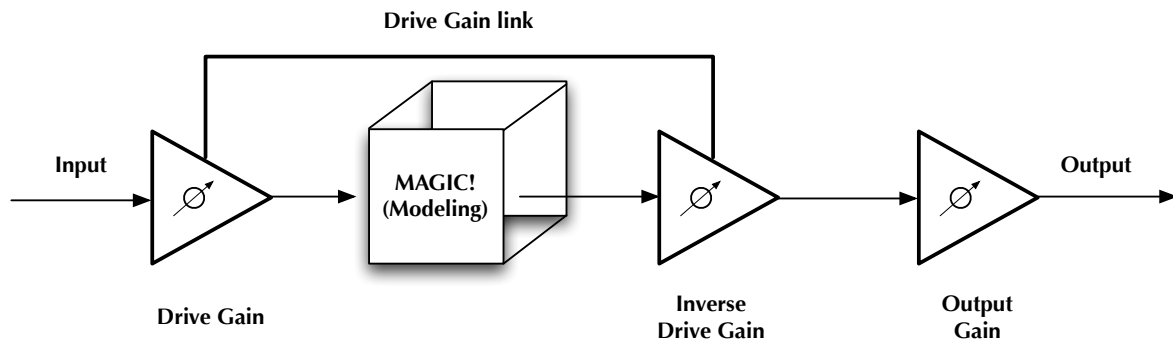 Drive Gain link
Input
MAGIC!
(Modeling)
Output
Drive Gain
Inverse
Drive Gain
Output
Gain